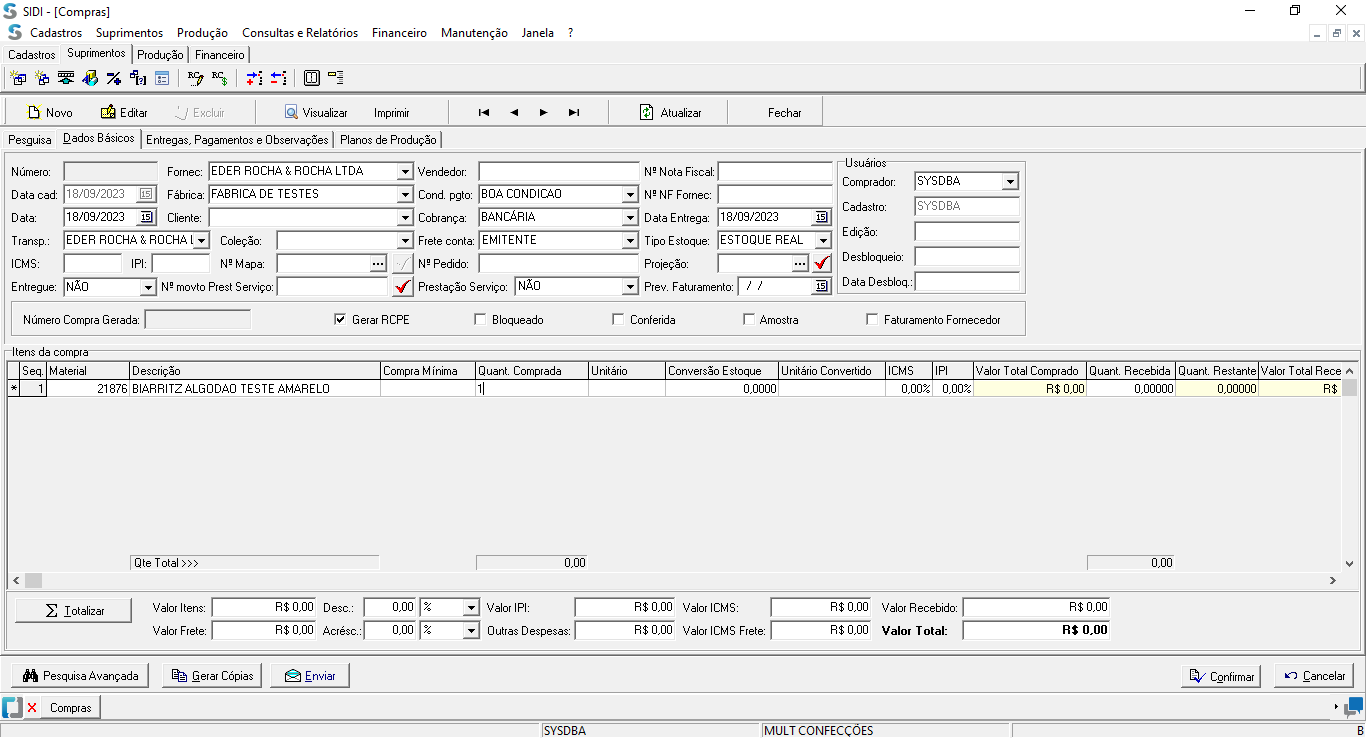 SIDI - [Compras]
Cadastros Suprimentos Produção Consultas e Relatórios Financeiro Manutenção Janela ?
Cadastros Suprimentos Produção Financeiro
Novo Editar Excluir Visualizar Imprimir Atualizar Fechar
Pesquisa Dados Básicos Entregas, Pagamentos e Observações Planos de Produção
Número: Fornec: EDER ROCHA & ROCHA LTDA Vendedor: Nº Nota Fiscal: Usuários
Comprador: SYSDBA
Data cad: 18/09/2023 15 Fábrica: FABRICA DE TESTES Cond. pgto: BOA CONDICAO Nº NF Fornec:
Cadastro: SYSDBA
Data: 18/09/2023 15 Cliente: Cobrança: BANCÁRIA Data Entrega: 18/09/2023 15
Edição:
Transp.: EDER ROCHA & ROCHA L Coleção: Frete conta: EMITENTE Tipo Estoque: ESTOQUE REAL
Desbloqueio:
ICMS: IPI: Nº Mapa: ... Nº Pedido: Projeção: ...
Data Desbloq.:
Entregue: NÃO Nº movto Prest Serviço: Prestação Serviço: NÃO Prev. Faturamento: / / 15
Número Compra Gerada: Gerar RCPE Bloqueado Conferida Amostra Faturamento Fornecedor
Itens da compra
Seq. Material Descrição Compra Mínima Quant. Comprada Unitário Conversão Estoque Unitário Convertido ICMS IPI Valor Total Comprado Quant. Recebida Quant. Restante Valor Total Rece
* 1 21876 BIARRITZ ALGODAO TESTE AMARELO 1 0,0000 0,00% 0,00% R$ 0,00 0,00000 0,00000 R$
Qte Total >>> 0,00 0,00
Σ Totalizar Valor Itens: R$ 0,00 Desc.: 0,00 % Valor IPI: R$ 0,00 Valor ICMS: R$ 0,00 Valor Recebido: R$ 0,00
Valor Frete: R$ 0,00 Acrésc.: 0,00 % Outras Despesas: R$ 0,00 Valor ICMS Frete: R$ 0,00 Valor Total: R$ 0,00
Pesquisa Avançada Gerar Cópias Enviar Confirmar Cancelar
Compras
SYSDBA MULT CONFECÇÕES B